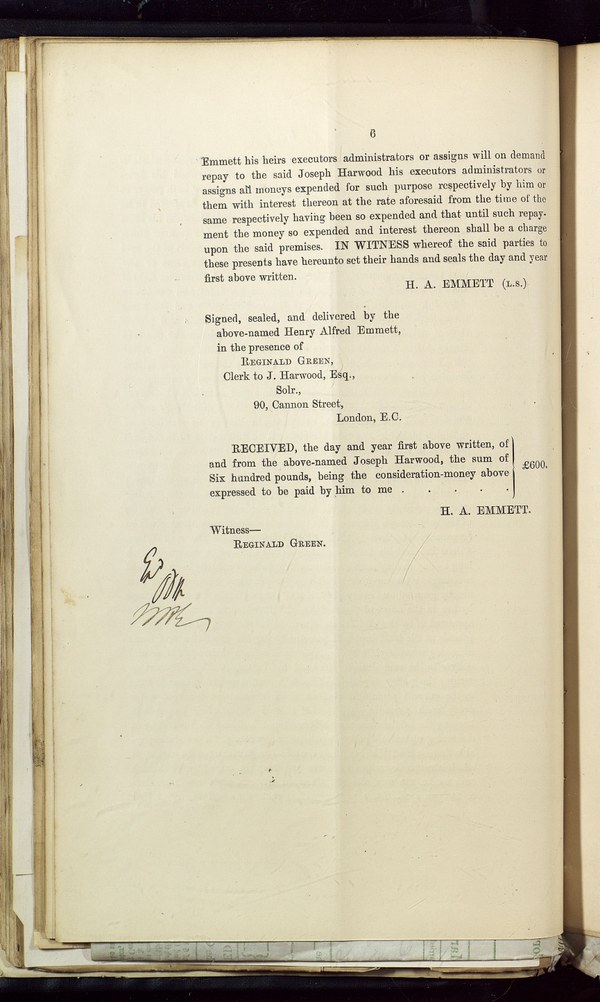 6
Emmett his heirs executors administrators or assigns will on demand
repay to the said Joseph Harwood his executors administrators or
assigns all moneys expended for such purpose respectively by him or
them with interest thereon at the rate aforesaid from the time of the
same respectively having been so expended and that until such repay-
ment the money so expended and interest thereon shall be a charge
upon the said premises. IN WITNESS whereof the said parties to
these presents have hereunto set their hands and seals the day and year
first above written.
H. A. EMMETT (L.S.)
Signed, sealed, and delivered by the
above-named Henry Alfred Emmett,
in the presence of
REGINALD GREEN,
Clerk to J. Harwood, Esq.,
Solr.,
90, Cannon Street,
London, E.C.
RECEIVED, the day and year first above written, of
and from the above-named Joseph Harwood, the sum of
Six hundred pounds, being the consideration-money above
expressed to be paid by him to me . . . . .
£600.
H. A. EMMETT.
Witness—
REGINALD GREEN.